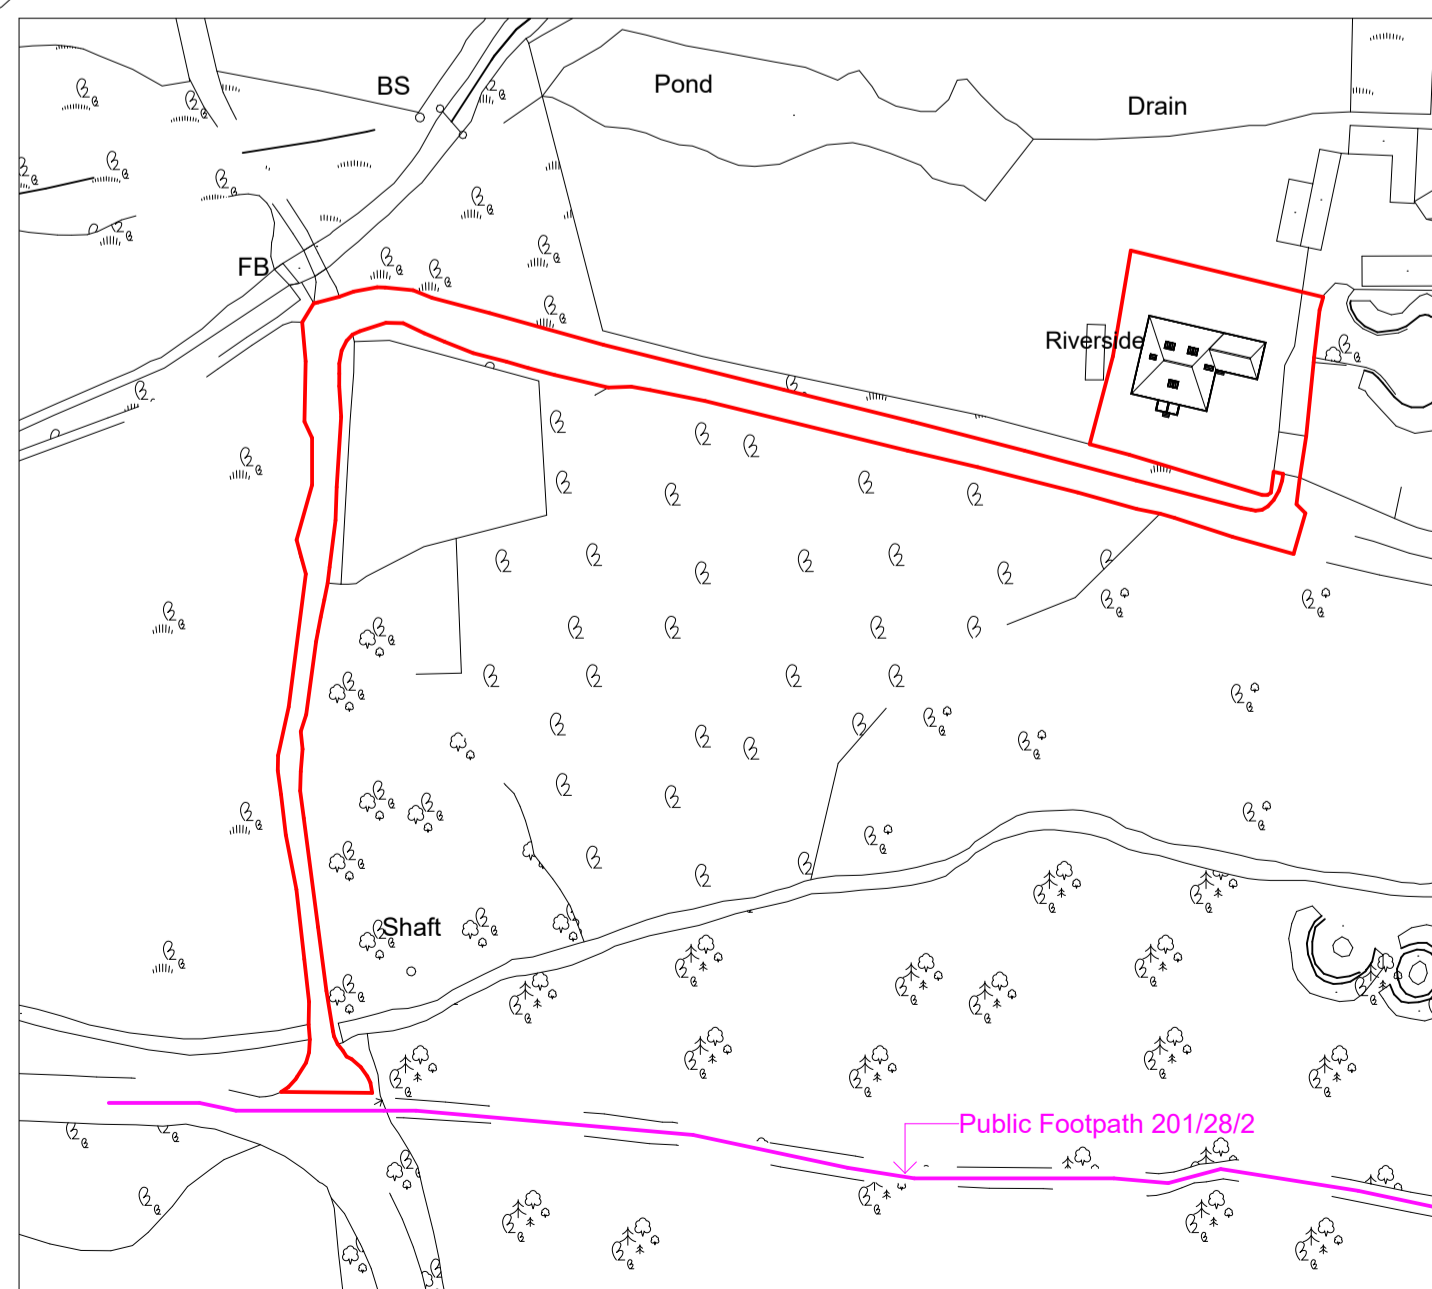 BS
Pond
Drain
FB
Riverside
Shaft
Public Footpath 201/28/2